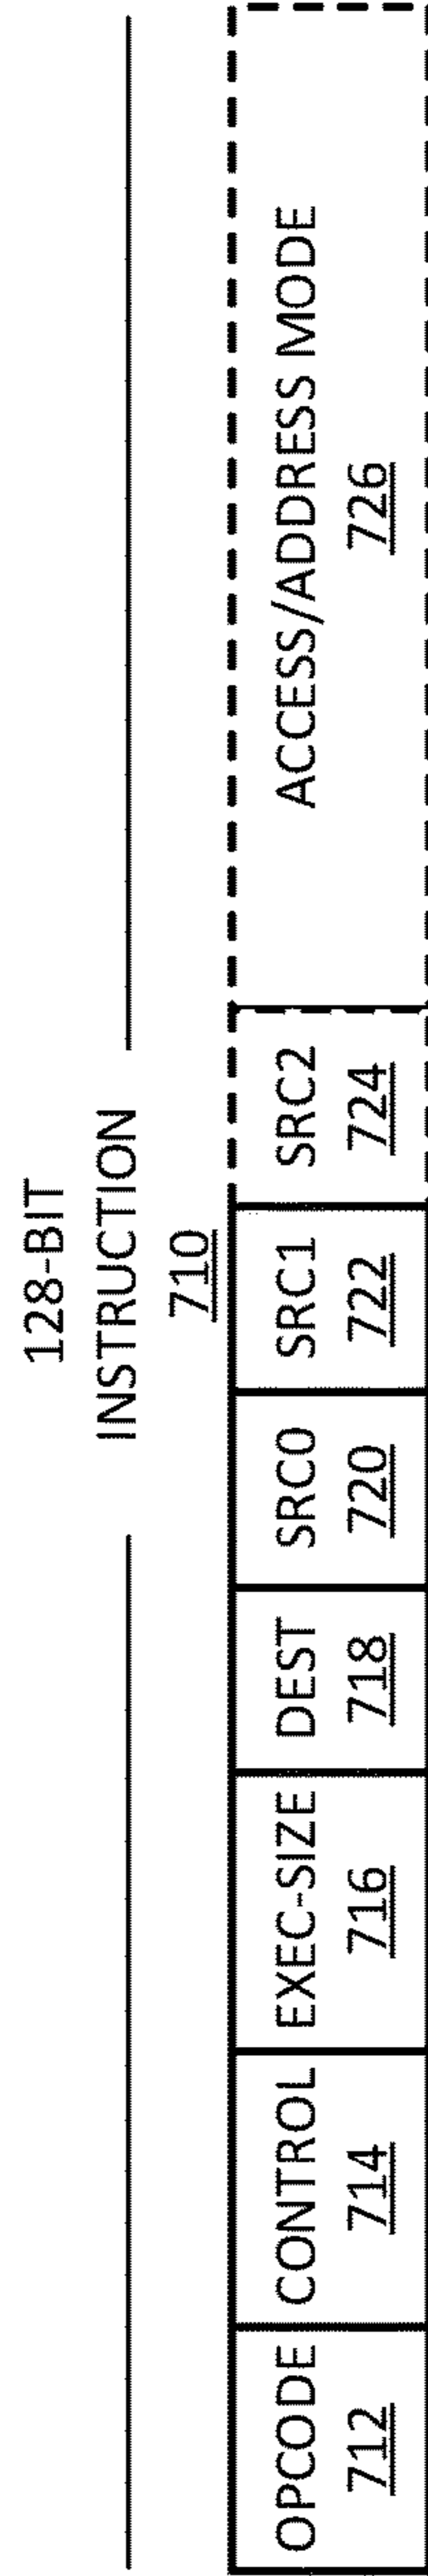 128-BIT
INSTRUCTION
710
OPCODE
712
CONTROL
714
EXEC-SIZE
716
DEST
718
SRC0
720
SRC1
722
SRC2
724
ACCESS/ADDRESS MODE
726